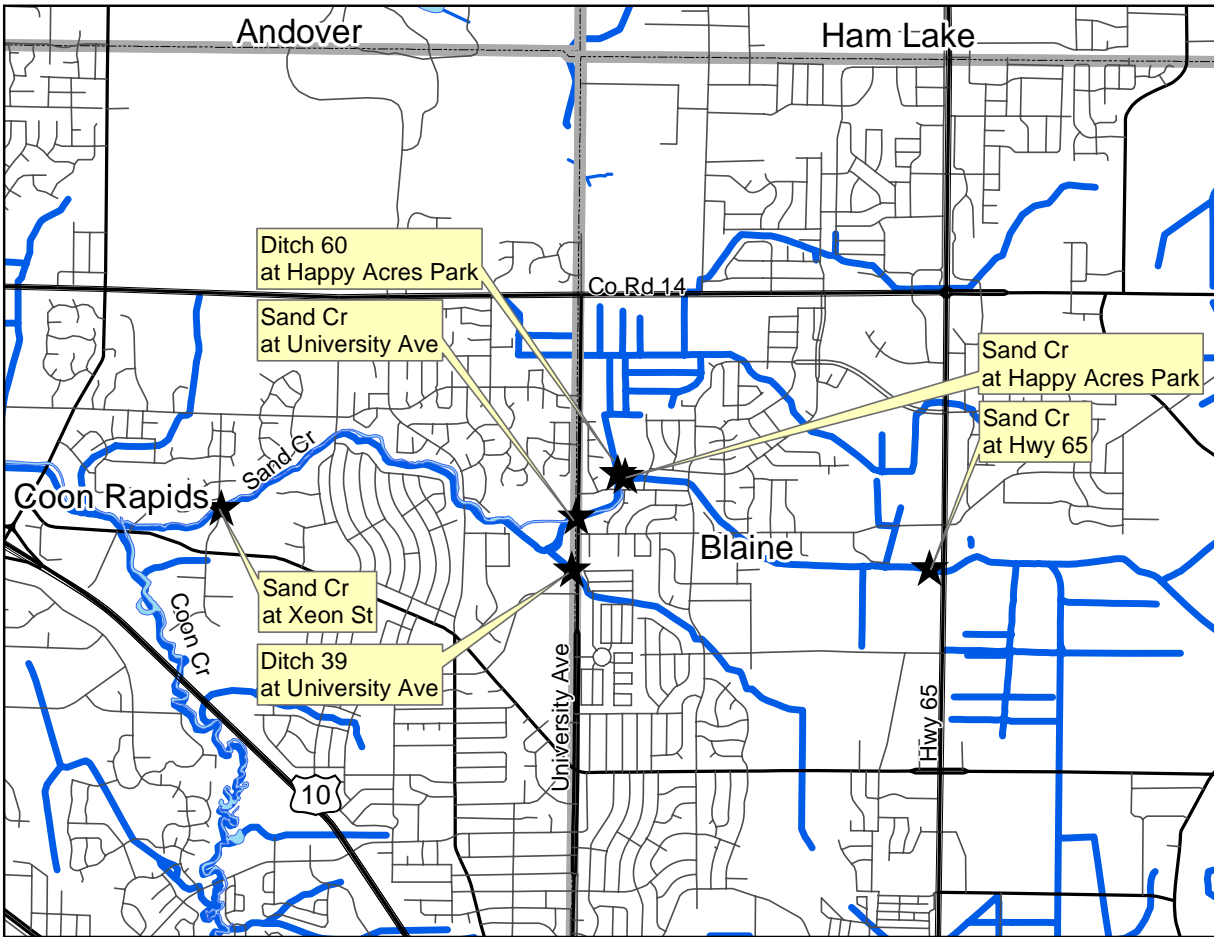 Andover
Ham Lake
Ditch 60
at Happy Acres Park
Co Rd 14
Sand Cr
at University Ave
Sand Cr
at Happy Acres Park
Sand Cr
at Hwy 65
Sand Cr
Coon Rapids
Blaine
Sand Cr
at Xeon St
Coon Cr
Ditch 39
at University Ave
University Ave
Hwy 65
10